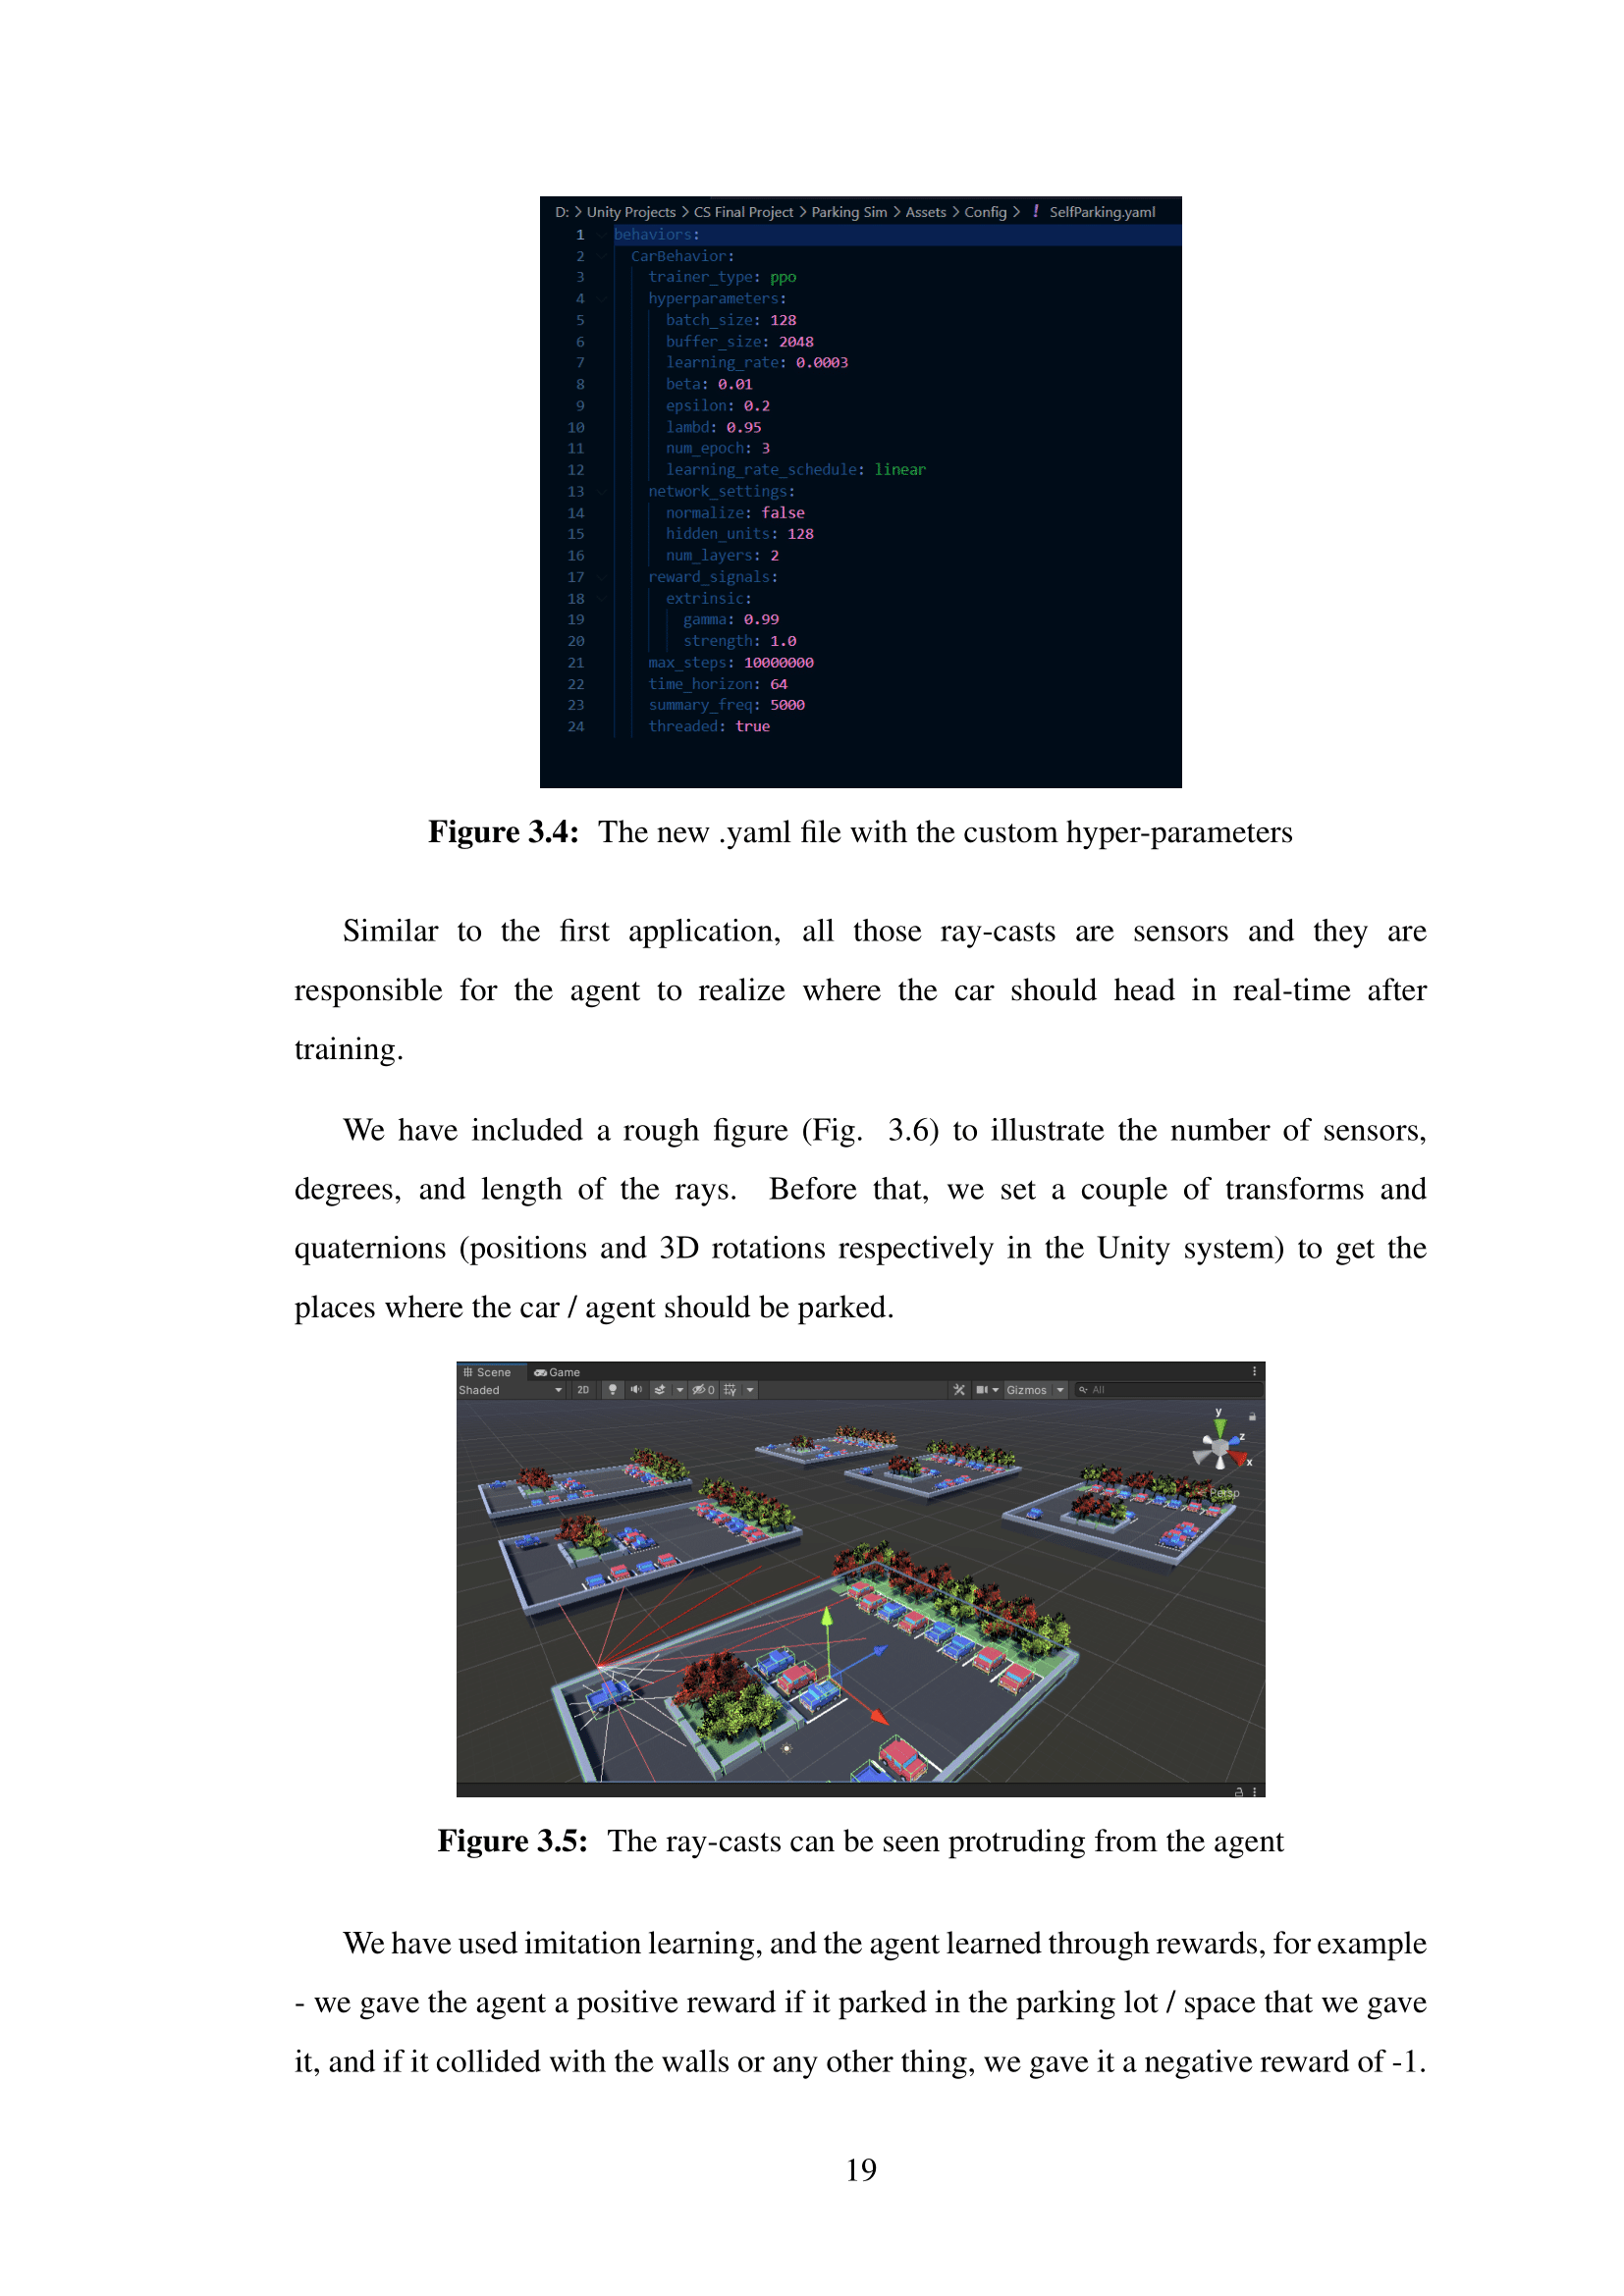 D: > Unity Projects > CS Final Project > Parking Sim > Assets > Config > ! SelfParking.yaml
1 behaviors:
2 CarBehavior:
3 trainer_type: ppo
4 hyperparameters:
5 batch_size: 128
6 buffer_size: 2048
7 learning_rate: 0.0003
8 beta: 0.01
9 epsilon: 0.2
10 lambd: 0.95
11 num_epoch: 3
12 learning_rate_schedule: linear
13 network_settings:
14 normalize: false
15 hidden_units: 128
16 num_layers: 2
17 reward_signals:
18 extrinsic:
19 gamma: 0.99
20 strength: 1.0
21 max_steps: 10000000
22 time_horizon: 64
23 summary_freq: 5000
24 threaded: true
Figure 3.4: The new .yaml file with the custom hyper-parameters
Similar to the first application, all those ray-casts are sensors and they are
responsible for the agent to realize where the car should head in real-time after
training.
We have included a rough figure (Fig. 3.6) to illustrate the number of sensors,
degrees, and length of the rays. Before that, we set a couple of transforms and
quaternions (positions and 3D rotations respectively in the Unity system) to get the
places where the car / agent should be parked.
Scene Game
Shaded 2D 0 Gizmos All
y
z
x
Persp
Figure 3.5: The ray-casts can be seen protruding from the agent
We have used imitation learning, and the agent learned through rewards, for example
- we gave the agent a positive reward if it parked in the parking lot / space that we gave
it, and if it collided with the walls or any other thing, we gave it a negative reward of -1.
19